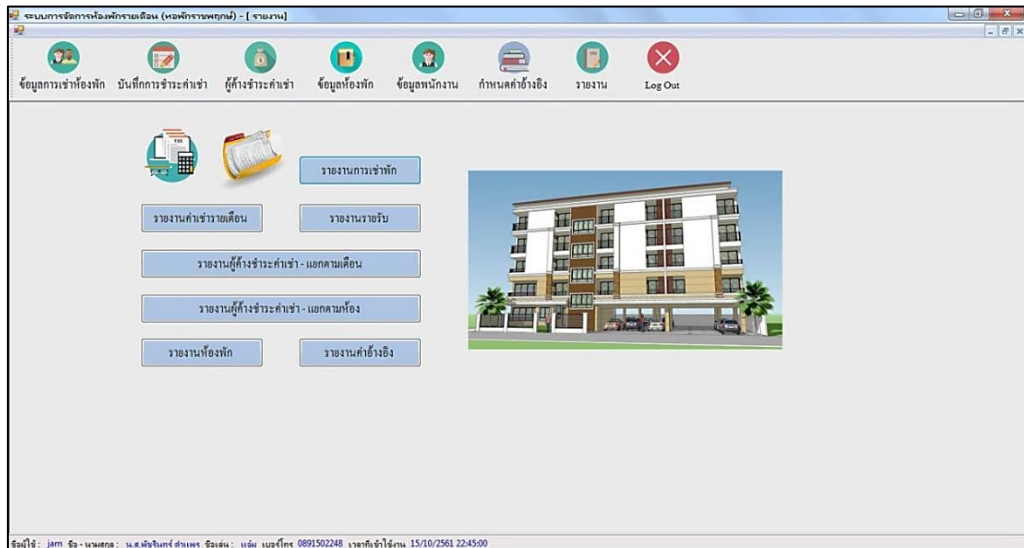 ระบบการจัดการห้องพักรายเดือน (หอพักราชพฤกษ์) - [ รายงาน]
ข้อมูลการเช่าห้องพัก บันทึกการชำระค่าเช่า ผู้ค้างชำระค่าเช่า ข้อมูลห้องพัก ข้อมูลพนักงาน กำหนดค่าอ้างอิง รายงาน Log Out
รายงานการเช่าพัก
รายงานค่าเช่ารายเดือน รายงานรายรับ
รายงานผู้ค้างชำระค่าเช่า - แยกตามเดือน
รายงานผู้ค้างชำระค่าเช่า - แยกตามห้อง
รายงานห้องพัก รายงานค่าอ้างอิง
ชื่อผู้ใช้ : jam ชื่อ - นามสกุล : น.ส.พัชรินทร์ ชื่อเล่น : แจ่ม เบอร์โทร 0891502248 เวลาที่เข้าใช้งาน 15/10/2561 22:45:00